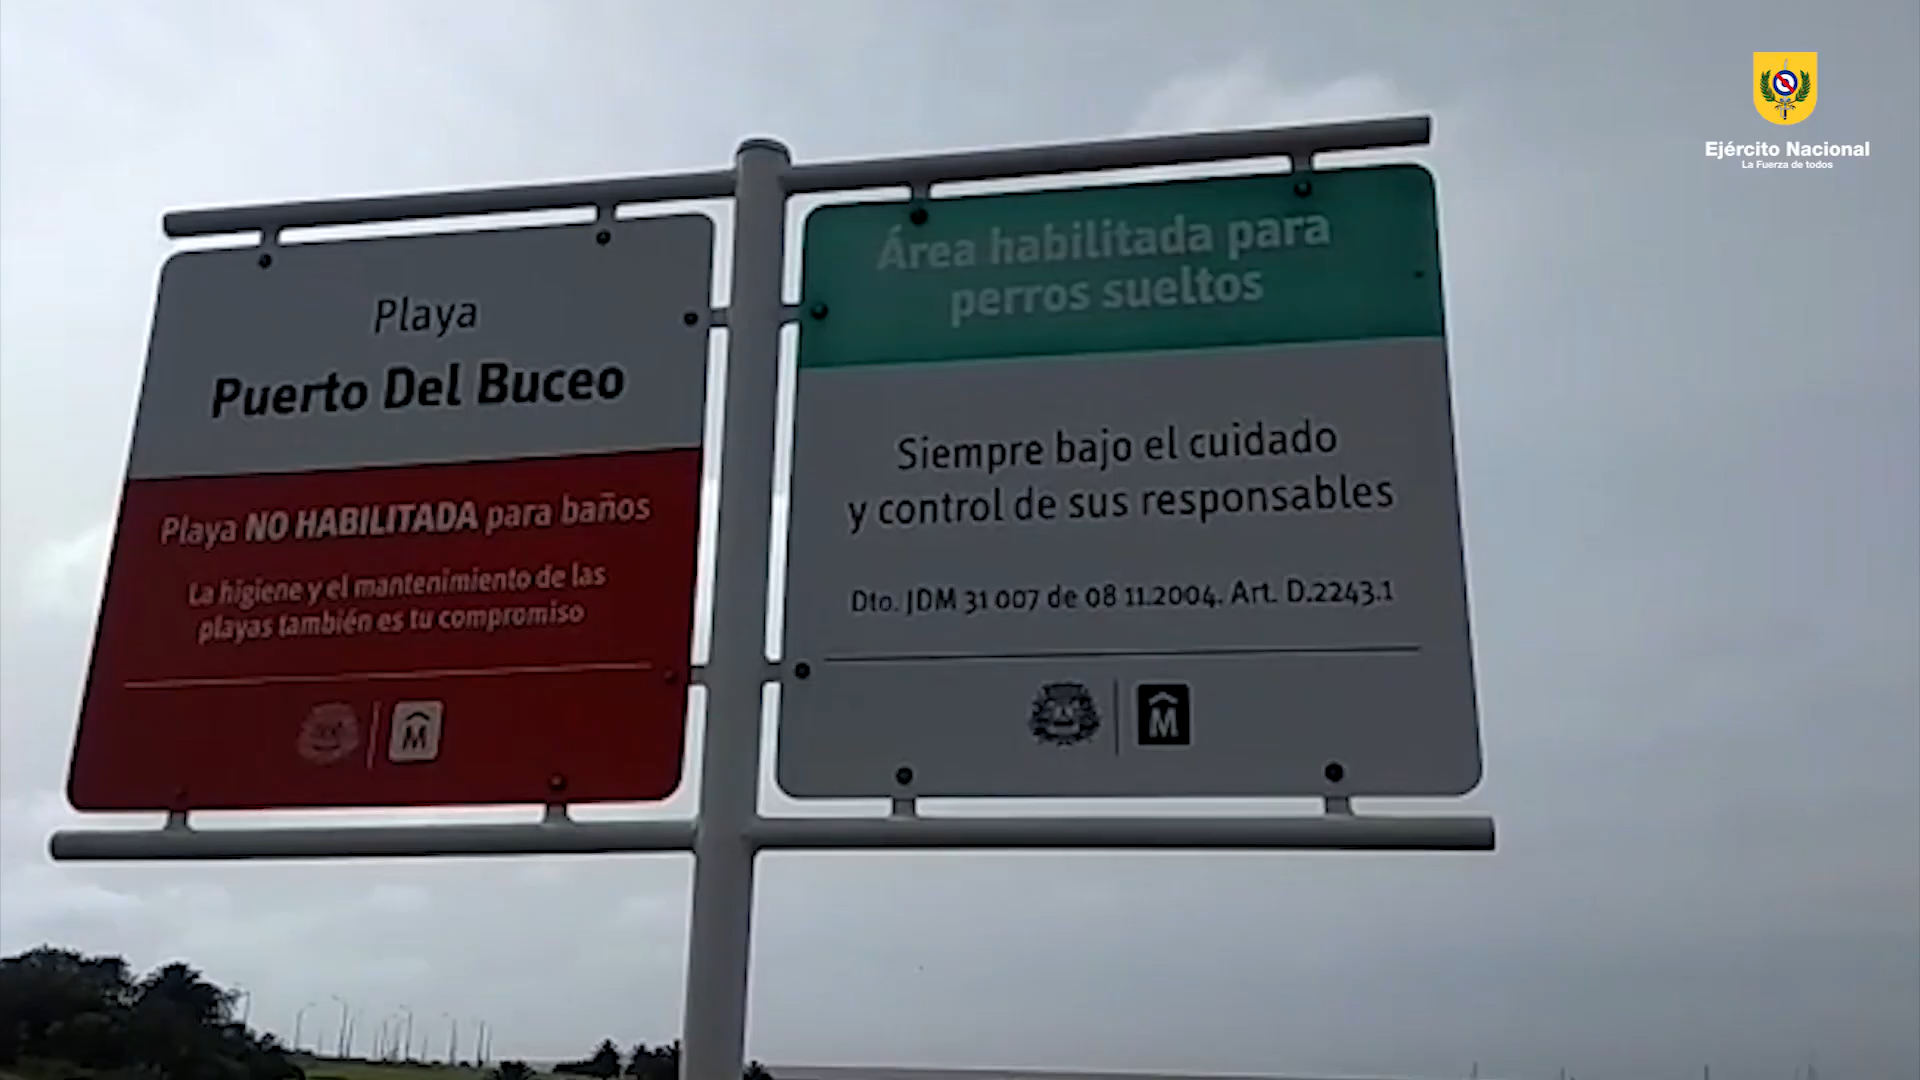 Ejército Nacional
La Fuerza de todos
Playa
Puerto Del Buceo
Playa NO HABILITADA para baños
La higiene y el mantenimiento de las
playas también es tu compromiso
M
Área habilitada para
perros sueltos
Siempre bajo el cuidado
y control de sus responsables
Dto. JDM 31 007 de 08 11.2004. Art. D.2243.1
M